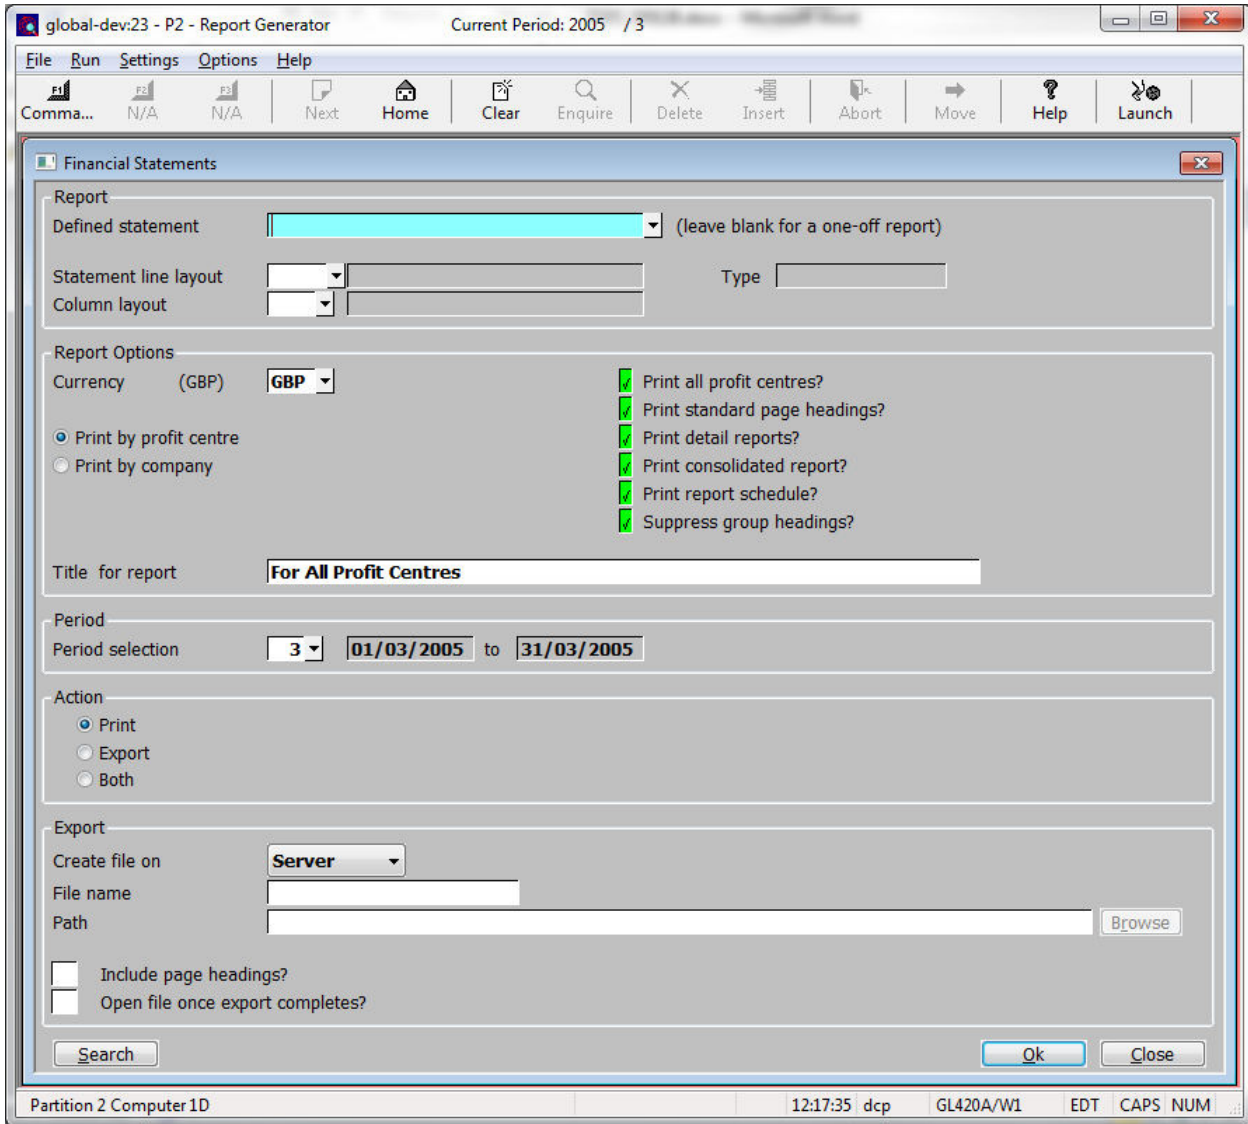 global-dev:23 - P2 - Report Generator Current Period: 2005 / 3
File Run Settings Options Help
F1 F2 F3
Comma... N/A N/A Next Home Clear Enquire Delete Insert Abort Move Help Launch
Financial Statements
Report
Defined statement (leave blank for a one-off report)
Statement line layout Type
Column layout
Report Options
Currency (GBP) GBP Print all profit centres?
Print standard page headings?
Print by profit centre Print detail reports?
Print by company Print consolidated report?
Print report schedule?
Suppress group headings?
Title for report For All Profit Centres
Period
Period selection 3 01/03/2005 to 31/03/2005
Action
Print
Export
Both
Export
Create file on Server
File name
Path Browse
Include page headings?
Open file once export completes?
Search Ok Close
Partition 2 Computer 1D 12:17:35 dcp GL420A/W1 EDT CAPS NUM